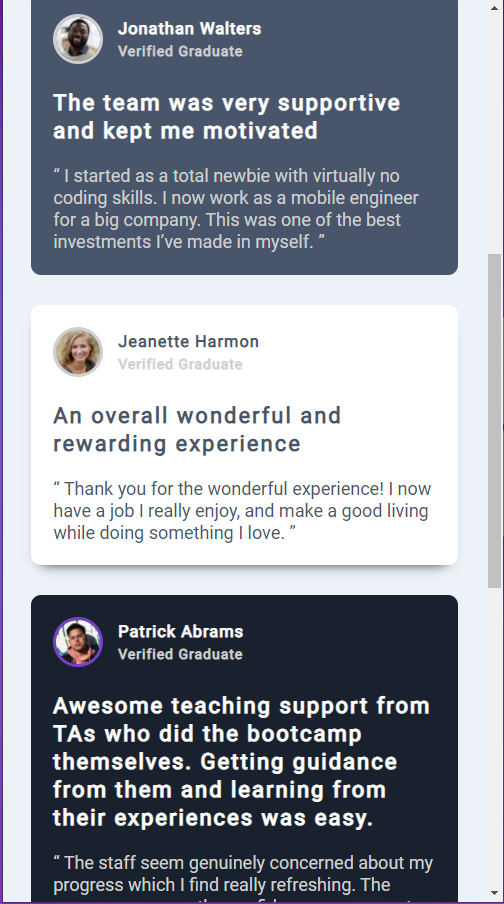 Jonathan Walters
Verified Graduate
The team was very supportive
and kept me motivated
“ I started as a total newbie with virtually no
coding skills. I now work as a mobile engineer
for a big company. This was one of the best
investments I’ve made in myself. ”
Jeanette Harmon
Verified Graduate
An overall wonderful and
rewarding experience
“ Thank you for the wonderful experience! I now
have a job I really enjoy, and make a good living
while doing something I love. ”
Patrick Abrams
Verified Graduate
Awesome teaching support from
TAs who did the bootcamp
themselves. Getting guidance
from them and learning from
their experiences was easy.
“ The staff seem genuinely concerned about my
progress which I find really refreshing. The